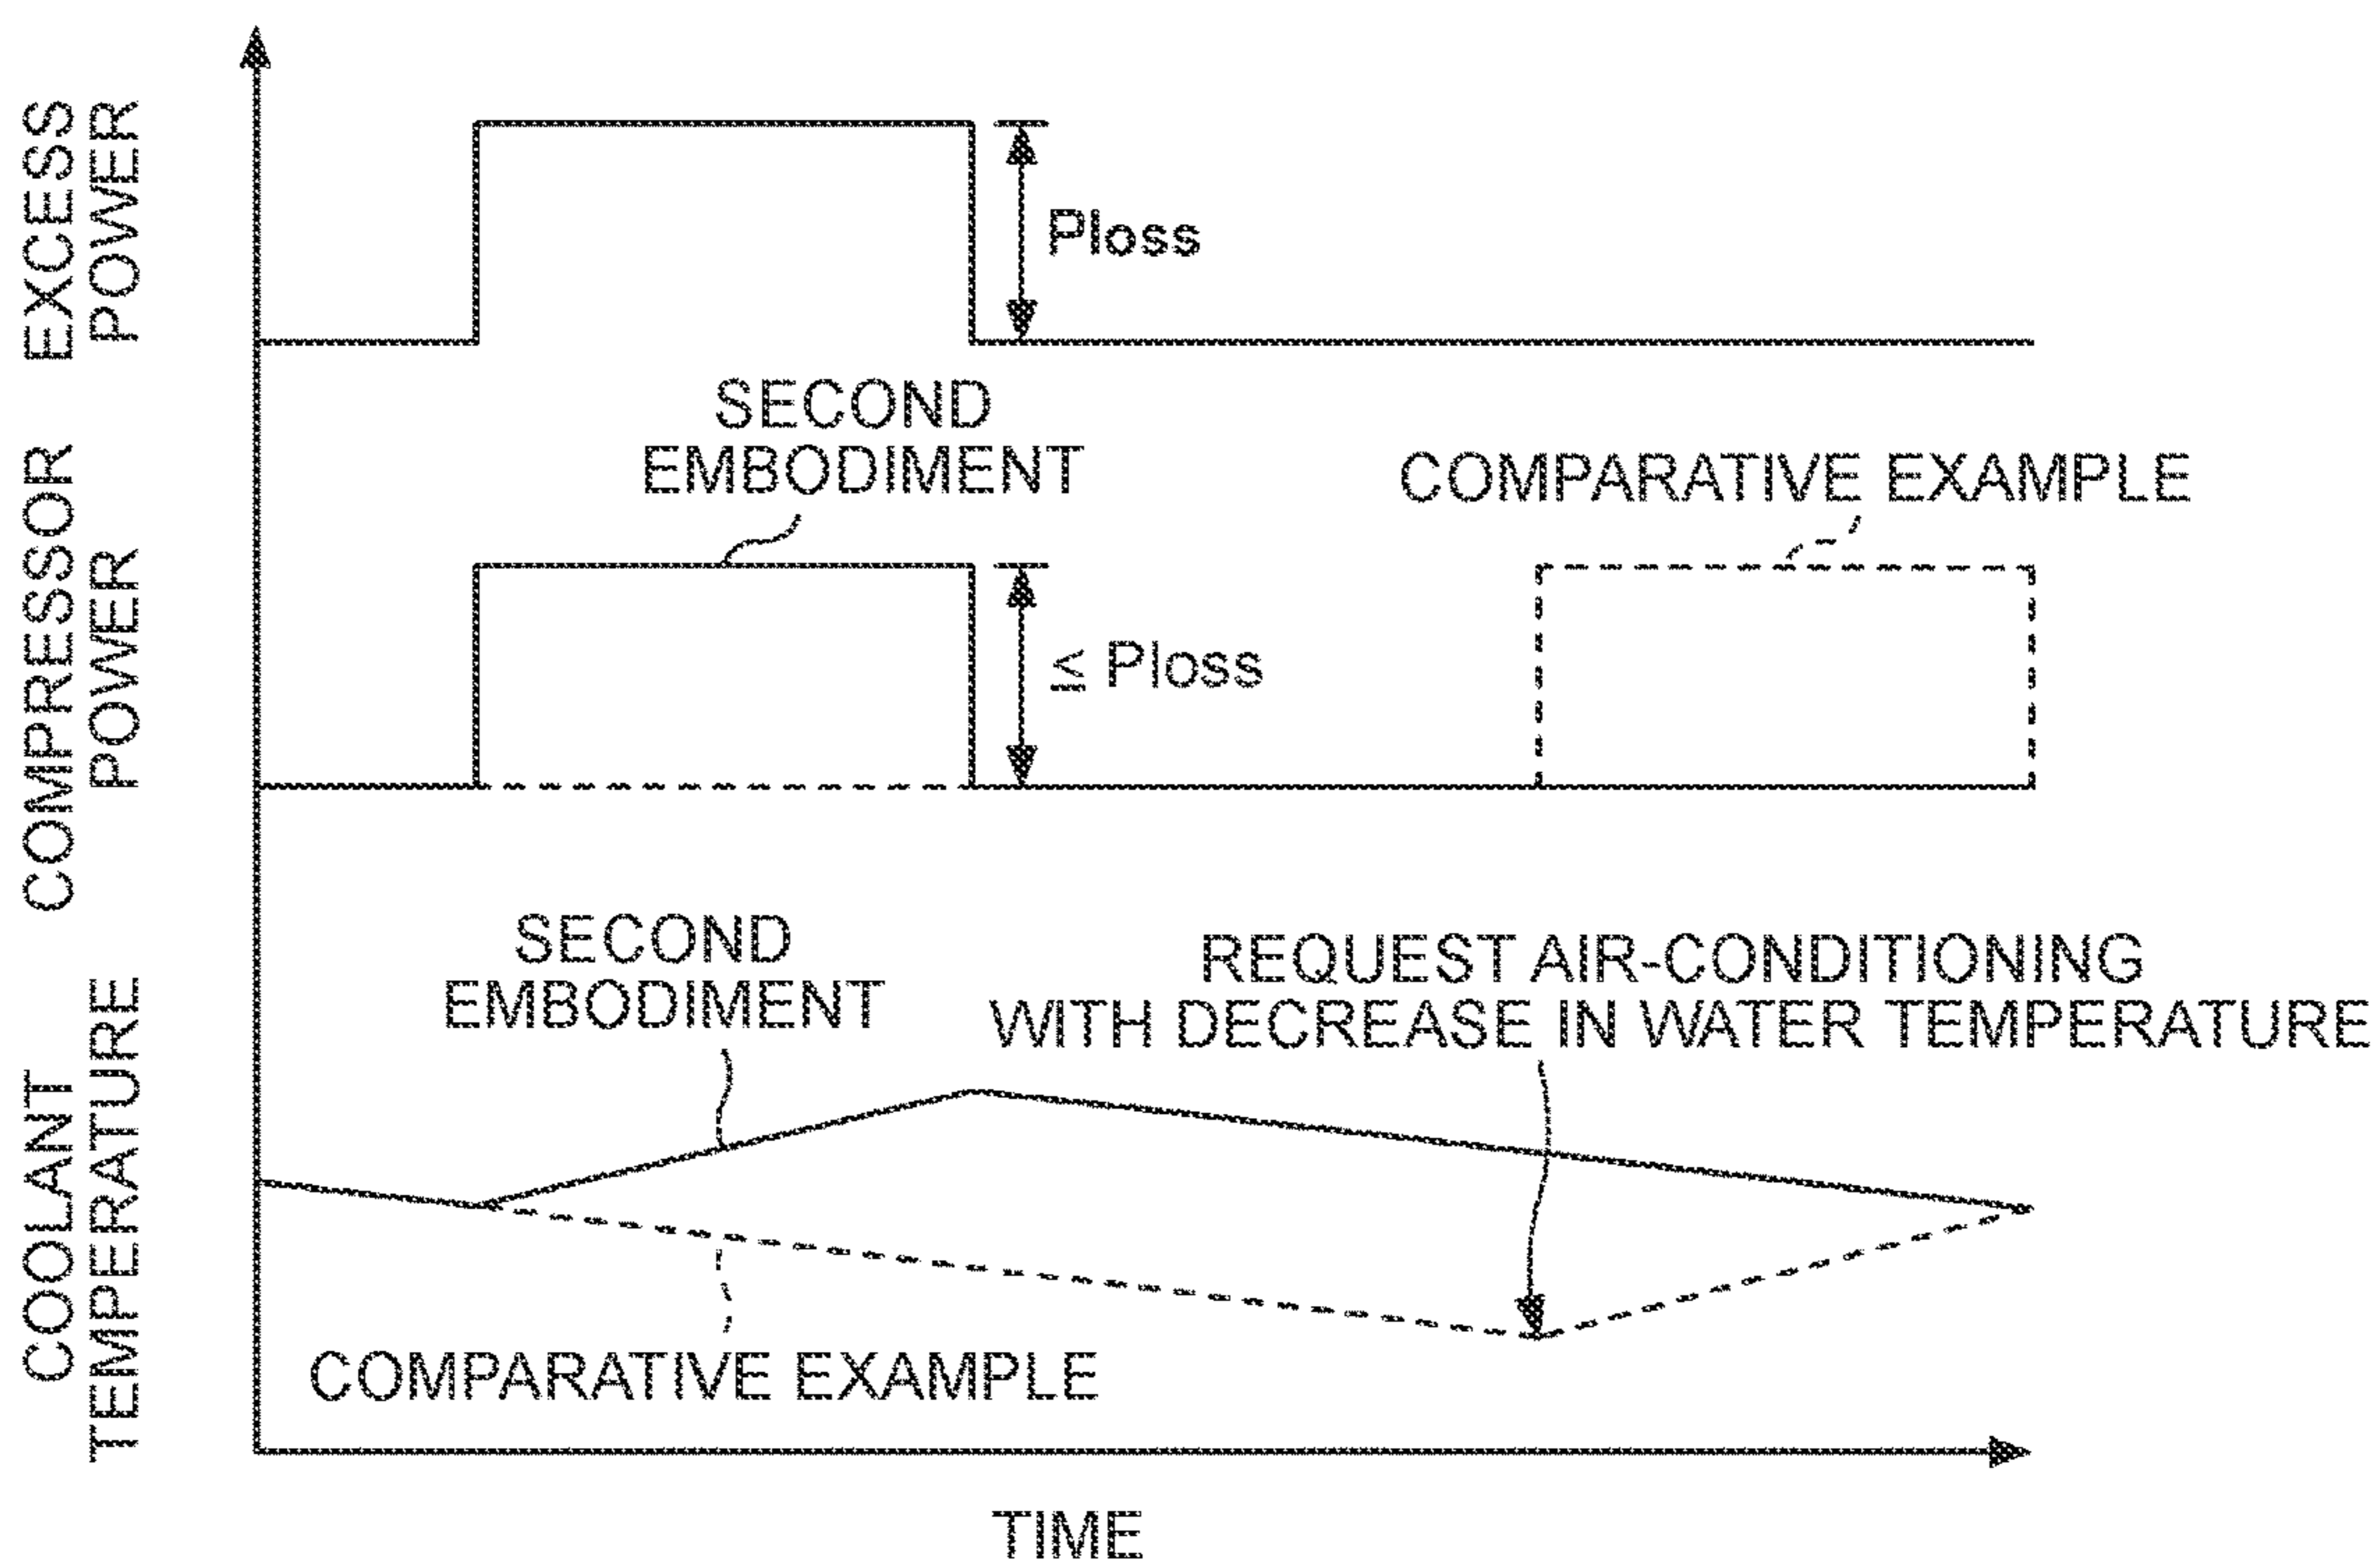 EXCESS
POWER
Ploss
SECOND
EMBODIMENT
COMPARATIVE EXAMPLE
COMPRESSOR
POWER
≤ Ploss
SECOND
EMBODIMENT
REQUEST AIR-CONDITIONING
WITH DECREASE IN WATER TEMPERATURE
COOLANT
TEMPERATURE
COMPARATIVE EXAMPLE
TIME